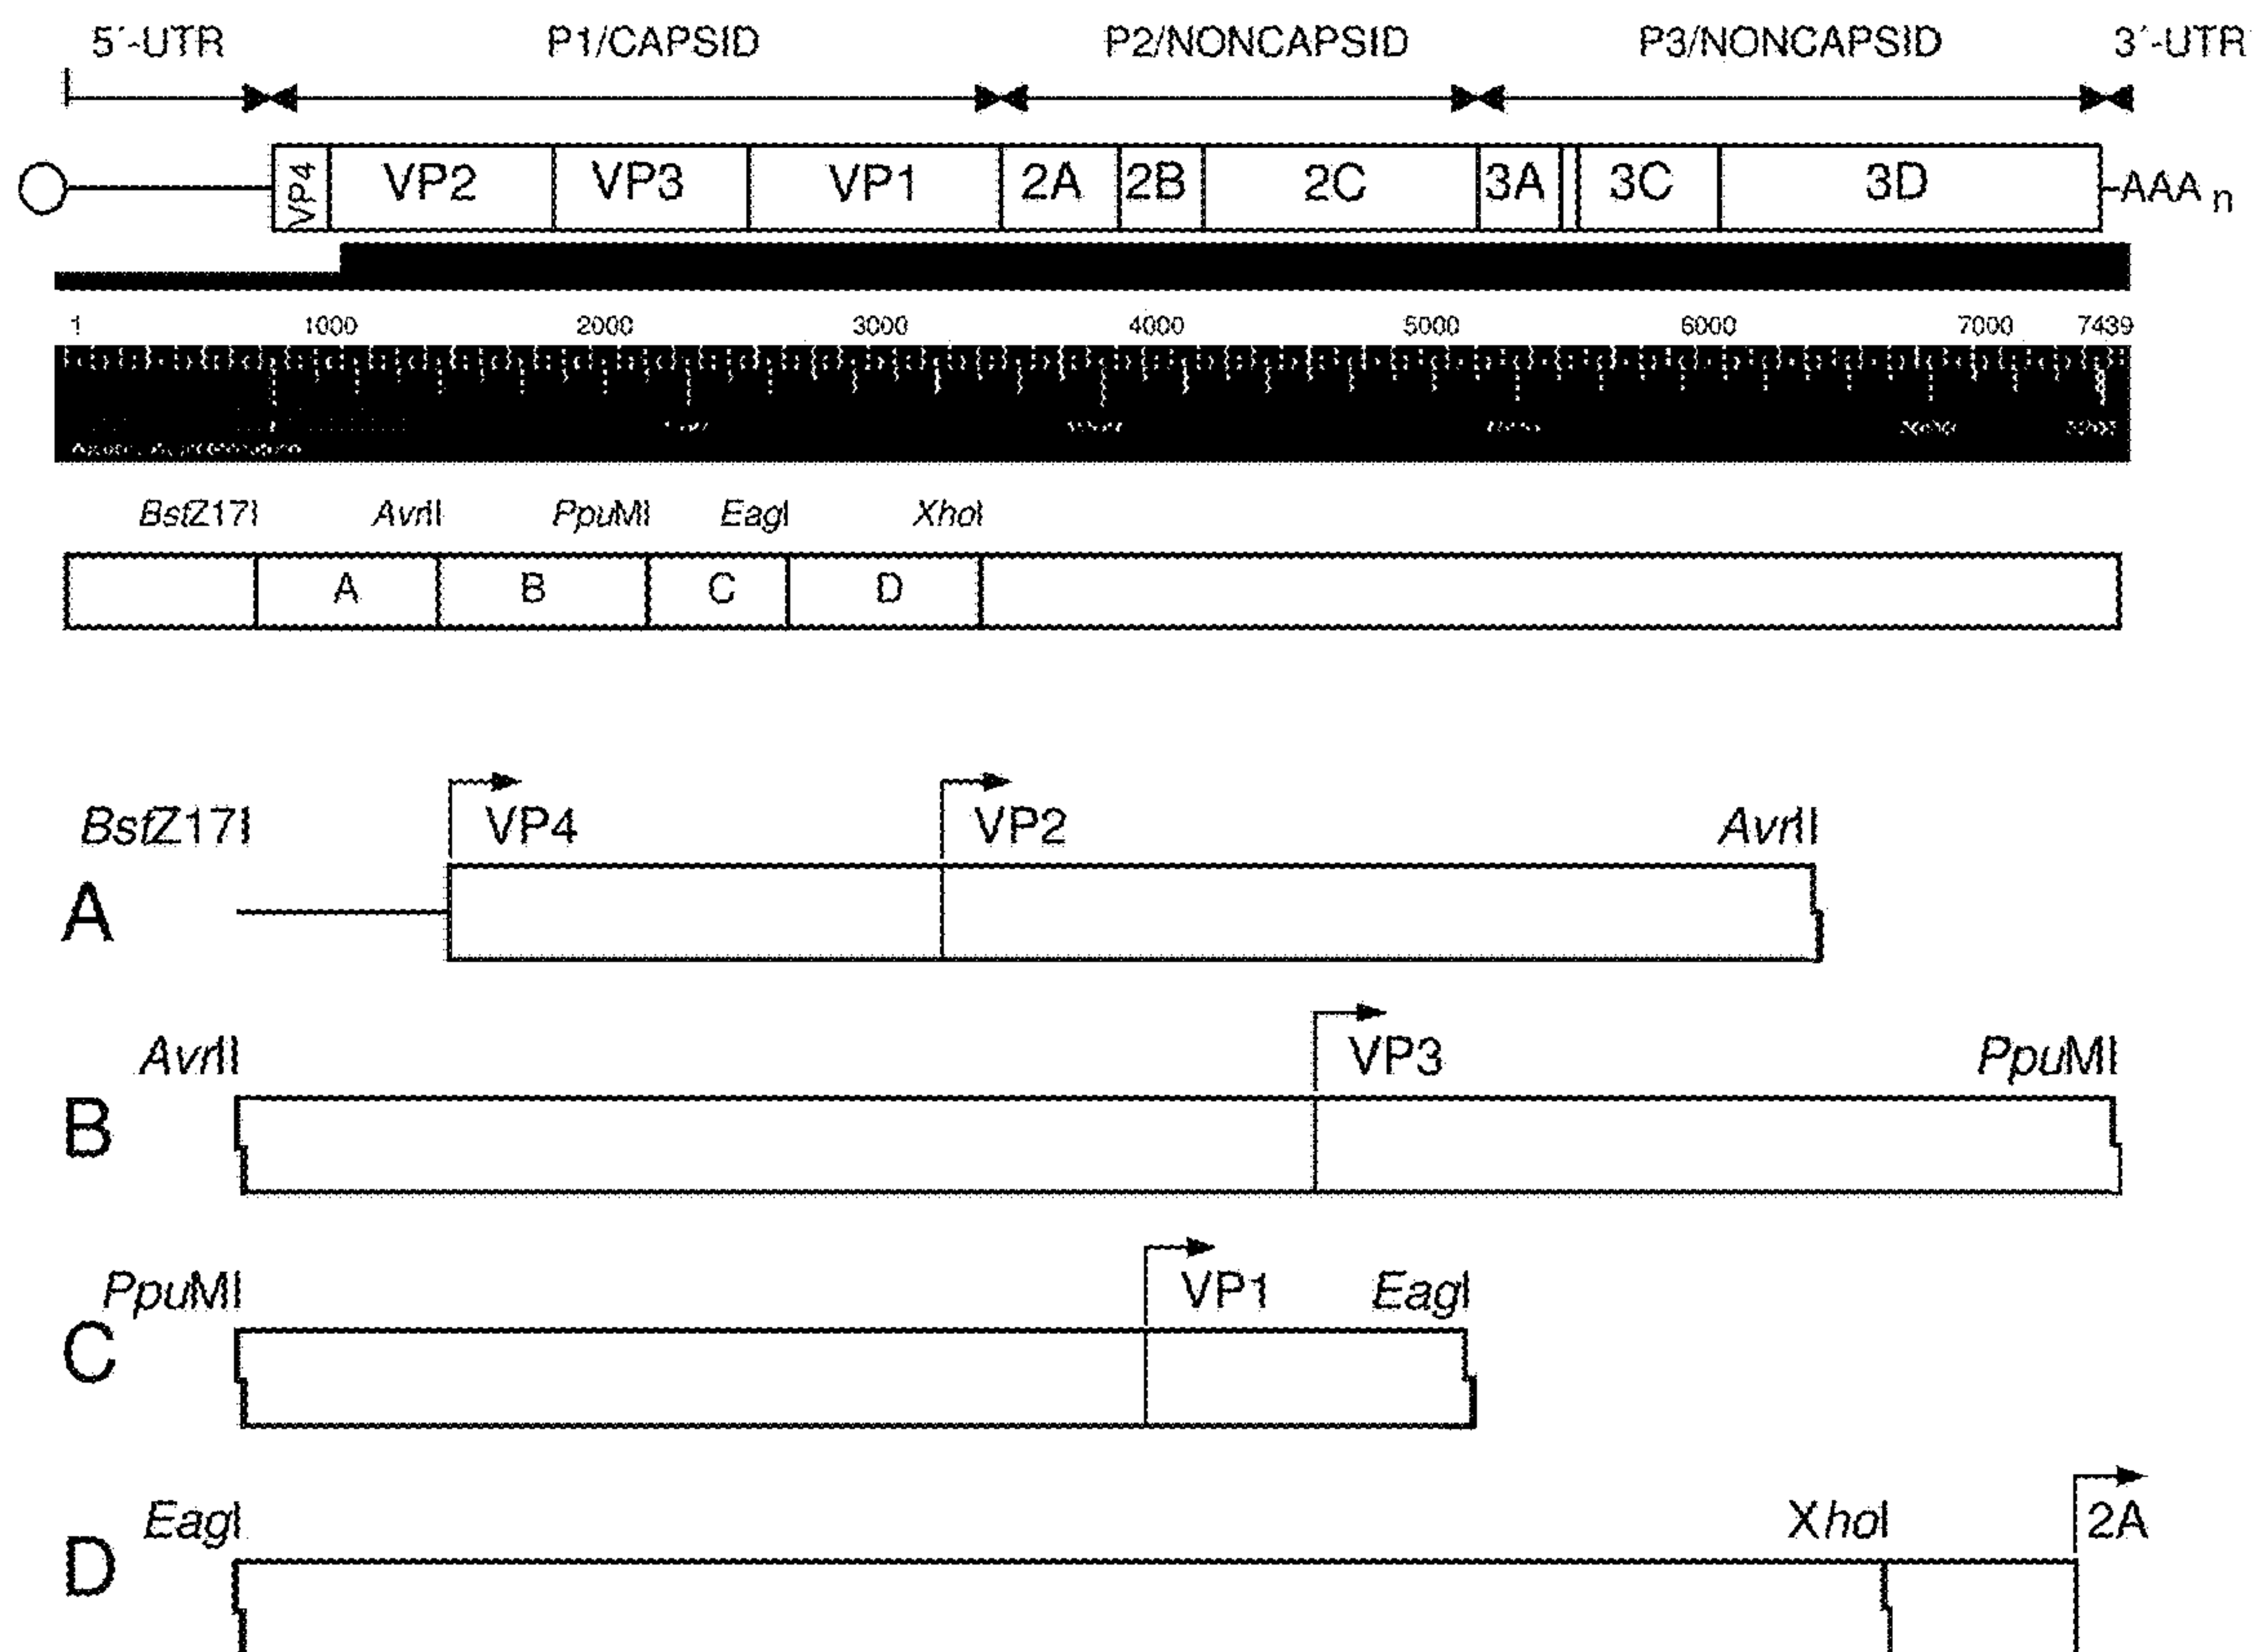 5´-UTR P1/CAPSID P2/NONCAPSID P3/NONCAPSID 3´-UTR
VP4 VP2 VP3 VP1 2A 2B 2C 3A 3C 3D -AAA n
1 1000 2000 3000 4000 5000 6000 7000 7439
BstZ17I AvrII PpuMI EagI XhoI
A B C D
BstZ17I VP4 VP2 AvrII
A
AvrII VP3 PpuMI
B
PpuMI VP1 EagI
C
EagI XhoI 2A
D